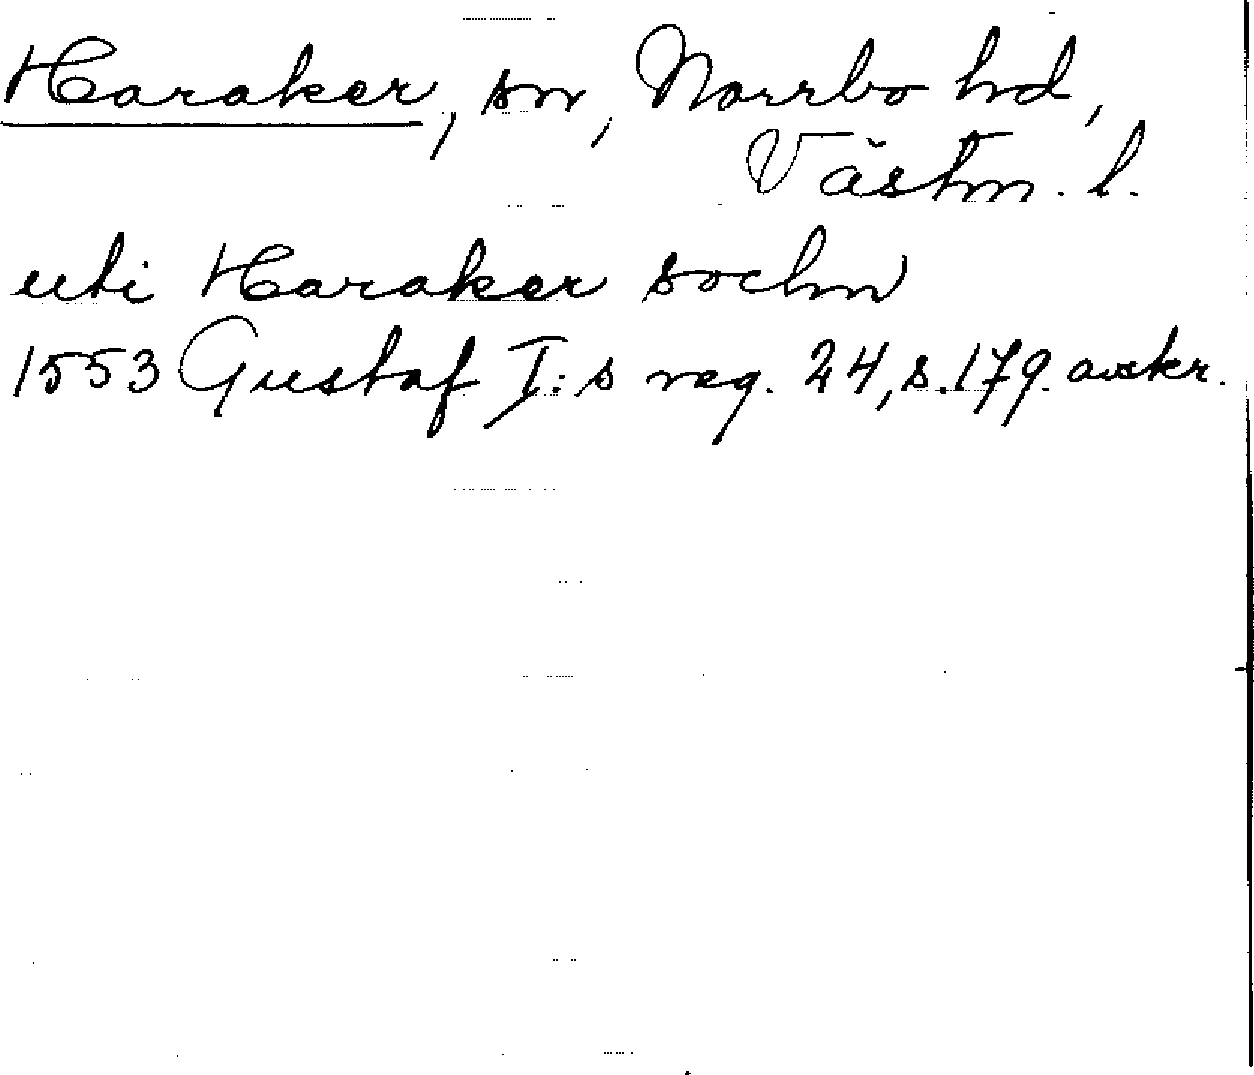 Haraker, sn, Norrbo hd,
Västm. l.
uti Haraker sochn
1553 Gustaf I:s reg. 24, s. 179. avskr.